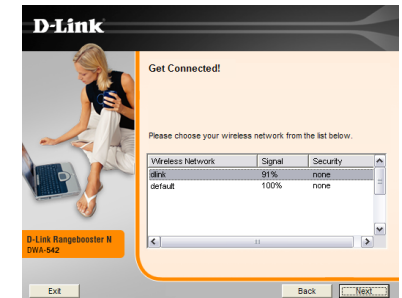 D-Link
Get Connected!
Please choose your wireless network from the list below.
Wireless Network Signal Security
dlink 91% none
default 100% none
D-Link Rangebooster N
DWA-542
Exit Back Next